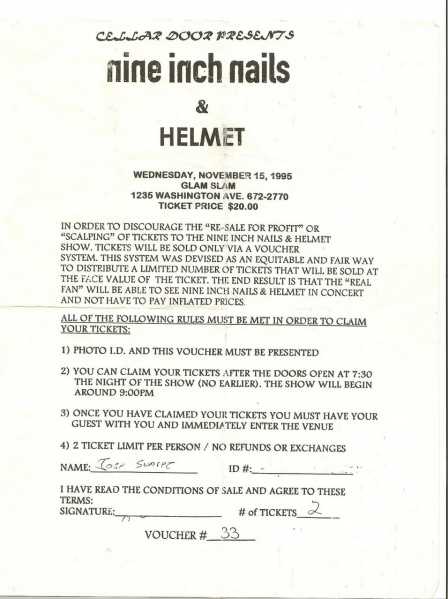 CELLAR DOOR PRESENTS
nine inch nails
&
HELMET
WEDNESDAY, NOVEMBER 15, 1995
GLAM SLAM
1235 WASHINGTON AVE. 672-2770
TICKET PRICE $20.00
IN ORDER TO DISCOURAGE THE "RE-SALE FOR PROFIT" OR
"SCALPING" OF TICKETS TO THE NINE INCH NAILS & HELMET
SHOW. TICKETS WILL BE SOLD ONLY VIA A VOUCHER
SYSTEM. THIS SYSTEM WAS DEVISED AS AN EQUITABLE AND FAIR WAY
TO DISTRIBUTE A LIMITED NUMBER OF TICKETS THAT WILL BE SOLD AT
THE FACE VALUE OF THE TICKET. THE END RESULT IS THAT THE "REAL
FAN" WILL BE ABLE TO SEE NINE INCH NAILS & HELMET IN CONCERT
AND NOT HAVE TO PAY INFLATED PRICES.
ALL OF THE FOLLOWING RULES MUST BE MET IN ORDER TO CLAIM
YOUR TICKETS:
1) PHOTO I.D. AND THIS VOUCHER MUST BE PRESENTED
2) YOU CAN CLAIM YOUR TICKETS AFTER THE DOORS OPEN AT 7:30
THE NIGHT OF THE SHOW (NO EARLIER). THE SHOW WILL BEGIN
AROUND 9:00PM
3) ONCE YOU HAVE CLAIMED YOUR TICKETS YOU MUST HAVE YOUR
GUEST WITH YOU AND IMMEDIATELY ENTER THE VENUE
4) 2 TICKET LIMIT PER PERSON / NO REFUNDS OR EXCHANGES
NAME: ID #:
I HAVE READ THE CONDITIONS OF SALE AND AGREE TO THESE
TERMS:
SIGNATURE: # OF TICKETS 2
VOUCHER # 33